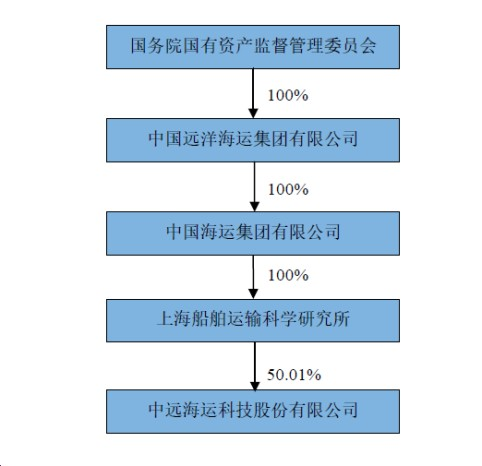 国务院国有资产监督管理委员会
100%
中国远洋海运集团有限公司
100%
中国海运集团有限公司
100%
上海船舶运输科学研究所
50.01%
中远海运科技股份有限公司